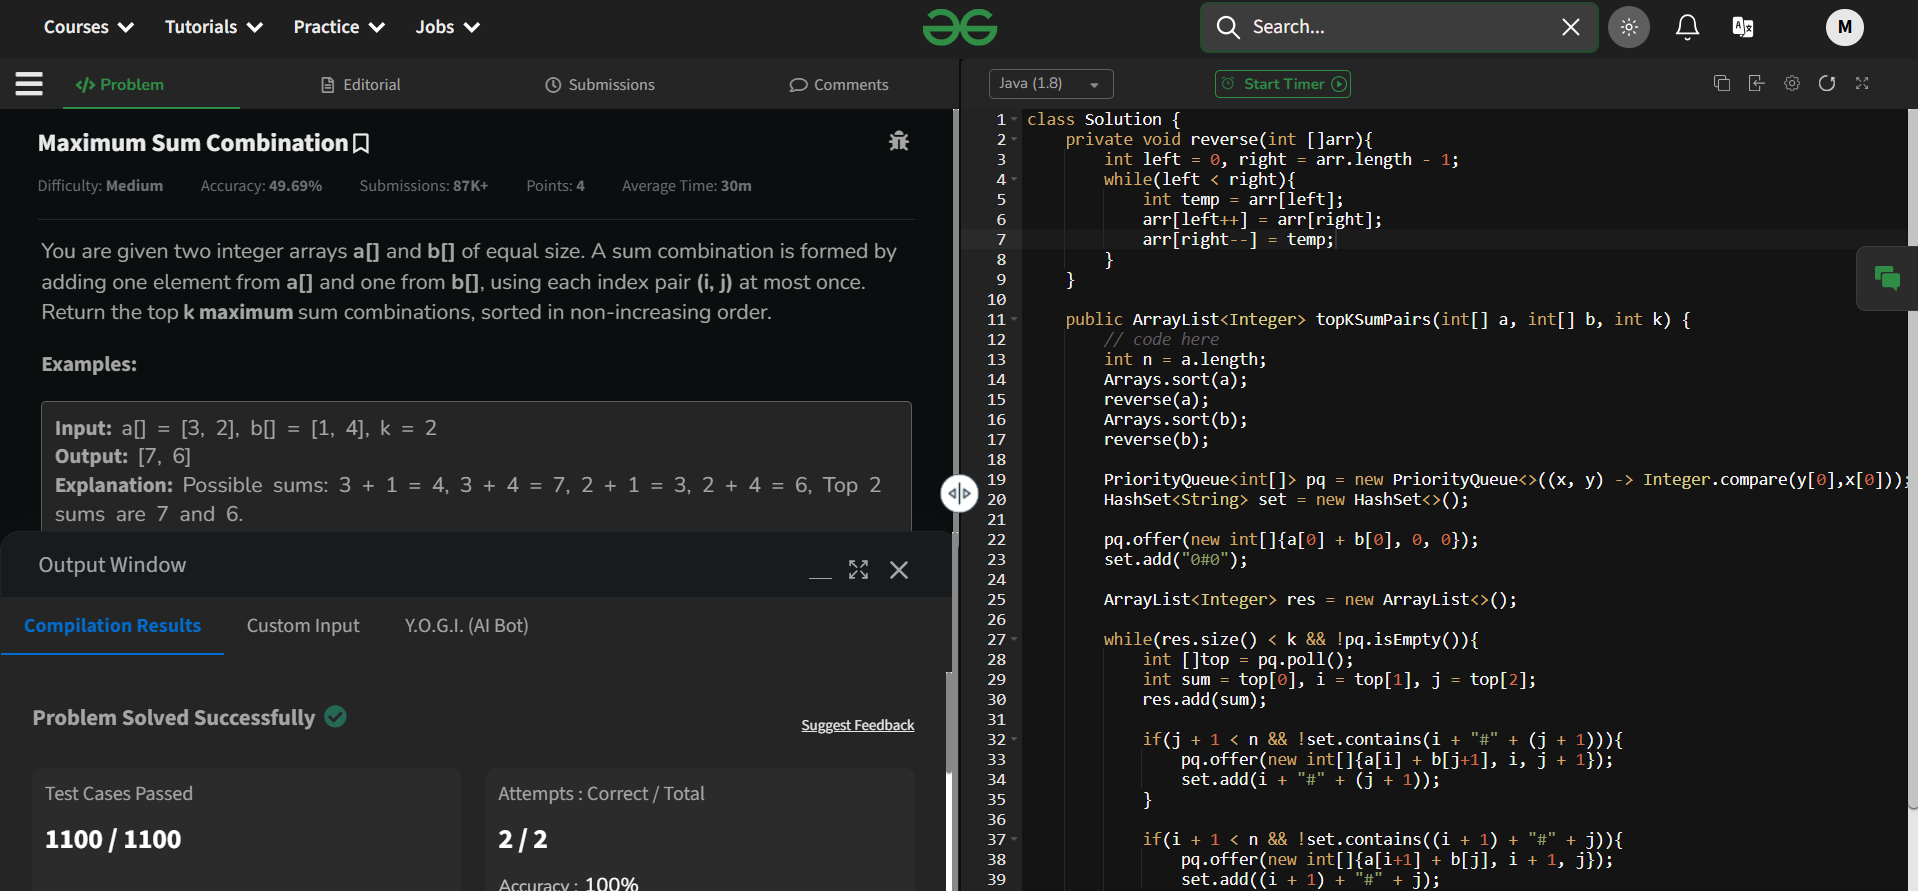 Courses Tutorials Practice Jobs Search... M
Problem Editorial Submissions Comments
Java (1.8) Start Timer
Maximum Sum Combination
Difficulty: Medium Accuracy: 49.69% Submissions: 87K+ Points: 4 Average Time: 30m
You are given two integer arrays a[] and b[] of equal size. A sum combination is formed by
adding one element from a[] and one from b[], using each index pair (i, j) at most once.
Return the top k maximum sum combinations, sorted in non-increasing order.
Examples:
Input: a[] = [3, 2], b[] = [1, 4], k = 2
Output: [7, 6]
Explanation: Possible sums: 3 + 1 = 4, 3 + 4 = 7, 2 + 1 = 3, 2 + 4 = 6, Top 2
sums are 7 and 6.
Output Window
Compilation Results Custom Input Y.O.G.I. (AI Bot)
Problem Solved Successfully
Suggest Feedback
Test Cases Passed
1100 / 1100
Attempts : Correct / Total
2 / 2
Accuracy : 100%
1 class Solution {
2 private void reverse(int []arr){
3 int left = 0, right = arr.length - 1;
4 while(left < right){
5 int temp = arr[left];
6 arr[left++] = arr[right];
7 arr[right--] = temp;
8 }
9 }
10
11 public ArrayList<Integer> topKSumPairs(int[] a, int[] b, int k) {
12 // code here
13 int n = a.length;
14 Arrays.sort(a);
15 reverse(a);
16 Arrays.sort(b);
17 reverse(b);
18
19 PriorityQueue<int[]> pq = new PriorityQueue<>((x, y) -> Integer.compare(y[0],x[0]));
20 HashSet<String> set = new HashSet<>();
21
22 pq.offer(new int[]{a[0] + b[0], 0, 0});
23 set.add("0#0");
24
25 ArrayList<Integer> res = new ArrayList<>();
26
27 while(res.size() < k && !pq.isEmpty()){
28 int []top = pq.poll();
29 int sum = top[0], i = top[1], j = top[2];
30 res.add(sum);
31
32 if(j + 1 < n && !set.contains(i + "#" + (j + 1))){
33 pq.offer(new int[]{a[i] + b[j+1], i, j + 1});
34 set.add(i + "#" + (j + 1));
35 }
36
37 if(i + 1 < n && !set.contains((i + 1) + "#" + j)){
38 pq.offer(new int[]{a[i+1] + b[j], i + 1, j});
39 set.add((i + 1) + "#" + j);